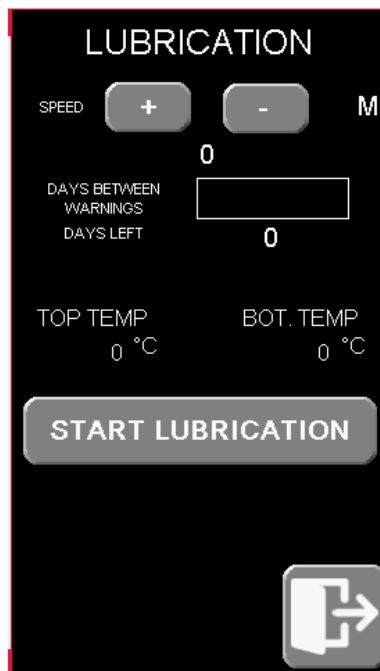 LUBRICATION
SPEED + - M
0
DAYS BETWEEN
WARNINGS
DAYS LEFT 0
TOP TEMP BOT. TEMP
0 °C 0 °C
START LUBRICATION